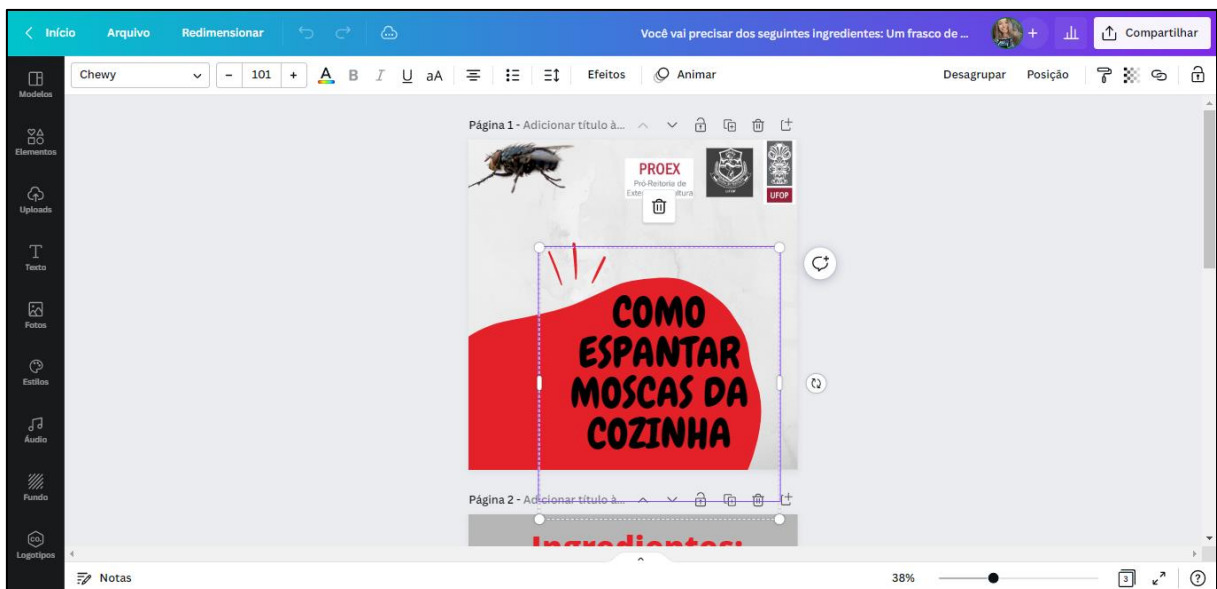 Início Arquivo Redimensionar Você vai precisar dos seguintes ingredientes: Um frasco de ... + Compartilhar
Chewy - 101 + A B I U aA Efeitos Animar Desagrupar Posição
Modelos
Elementos
Uploads
Texto
Fotos
Estilos
Áudio
Fundo
CO.
Logotipos
Página 1 - Adicionar título à...
PROEX
Pró-Reitoria de
UFOP
COMO
ESPANTAR
MOSCAS DA
COZINHA
Página 2 - Adicionar título à...
Ingredientes:
Notas 38% 3 ?